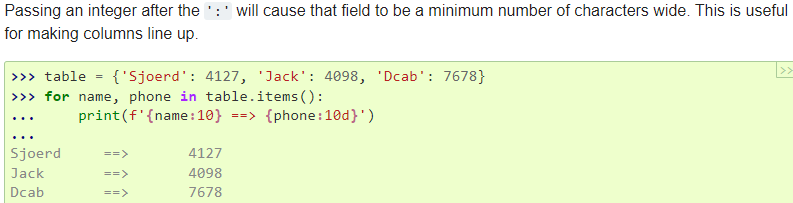 Passing an integer after the ':' will cause that field to be a minimum number of characters wide. This is useful
for making columns line up.
>>>
>>> table = {'Sjoerd': 4127, 'Jack': 4098, 'Dcab': 7678}
>>> for name, phone in table.items():
...     print(f'{name:10} ==> {phone:10d}')
...
Sjoerd     ==>       4127
Jack       ==>       4098
Dcab       ==>       7678